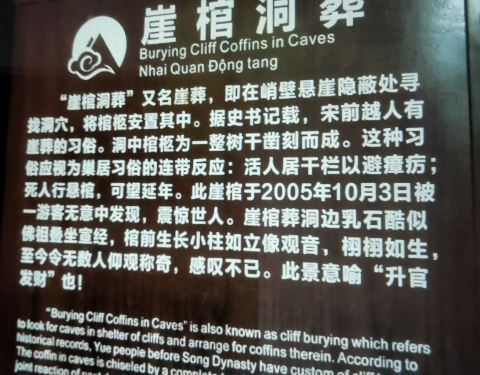 崖棺洞葬
Burying Cliff Coffins in Caves
Nhai Quan Động tang
“崖棺洞葬”又名崖葬，即在峭壁悬崖隐蔽处寻
找洞穴，将棺柩安置其中。据史书记载，宋前越人有
崖葬的习俗。洞中棺柩为一整树干凿刻而成。这种习
俗应视为巢居习俗的连带反应：活人居干栏以避瘴疠；
死人行悬棺，可望延年。此崖棺于2005年10月3日被
一游客无意中发现，震惊世人。崖棺葬洞边乳石酷似
佛祖叠坐宣经，棺前生长小柱如立像观音，栩栩如生，
至今令无数人仰观称奇，感叹不已。此景意喻“升官
发财”也！
"Burying Cliff Coffins in Caves" is also known as cliff burying which refers
to look for caves in shelter of cliffs and arrange for coffins therein. According to
historical records, Yue people before Song Dynasty have custom of cliff
The coffin in caves is chiseled by a
joint reaction of